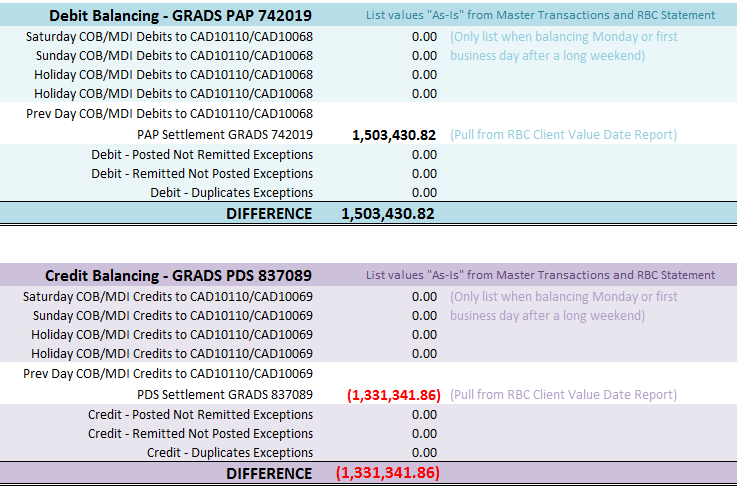 Debit Balancing - GRADS PAP 742019 List values "As-Is" from Master Transactions and RBC Statement
Saturday COB/MDI Debits to CAD10110/CAD10068 0.00 (Only list when balancing Monday or first
Sunday COB/MDI Debits to CAD10110/CAD10068 0.00 business day after a long weekend)
Holiday COB/MDI Debits to CAD10110/CAD10068 0.00
Holiday COB/MDI Debits to CAD10110/CAD10068 0.00
Prev Day COB/MDI Debits to CAD10110/CAD10068
PAP Settlement GRADS 742019 1,503,430.82 (Pull from RBC Client Value Date Report)
Debit - Posted Not Remitted Exceptions 0.00
Debit - Remitted Not Posted Exceptions 0.00
Debit - Duplicates Exceptions 0.00
DIFFERENCE 1,503,430.82
Credit Balancing - GRADS PDS 837089 List values "As-Is" from Master Transactions and RBC Statement
Saturday COB/MDI Credits to CAD10110/CAD10069 0.00 (Only list when balancing Monday or first
Sunday COB/MDI Credits to CAD10110/CAD10069 0.00 business day after a long weekend)
Holiday COB/MDI Credits to CAD10110/CAD10069 0.00
Holiday COB/MDI Credits to CAD10110/CAD10069 0.00
Prev Day COB/MDI Credits to CAD10110/CAD10069
PDS Settlement GRADS 837089 (1,331,341.86) (Pull from RBC Client Value Date Report)
Credit - Posted Not Remitted Exceptions 0.00
Credit - Remitted Not Posted Exceptions 0.00
Credit - Duplicates Exceptions 0.00
DIFFERENCE (1,331,341.86)